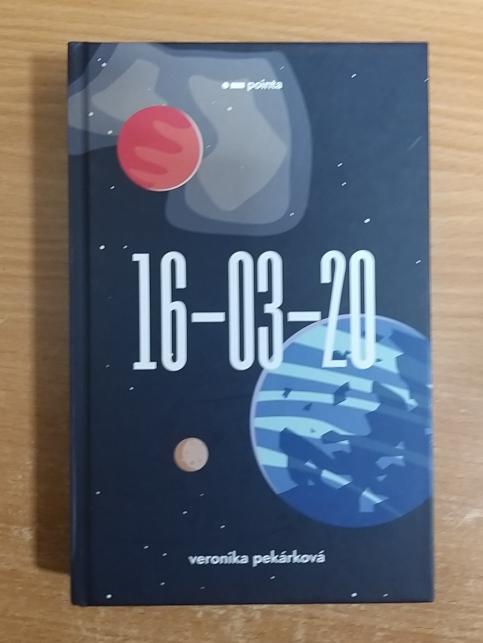 pointa
16–03–20
veronika pekárková